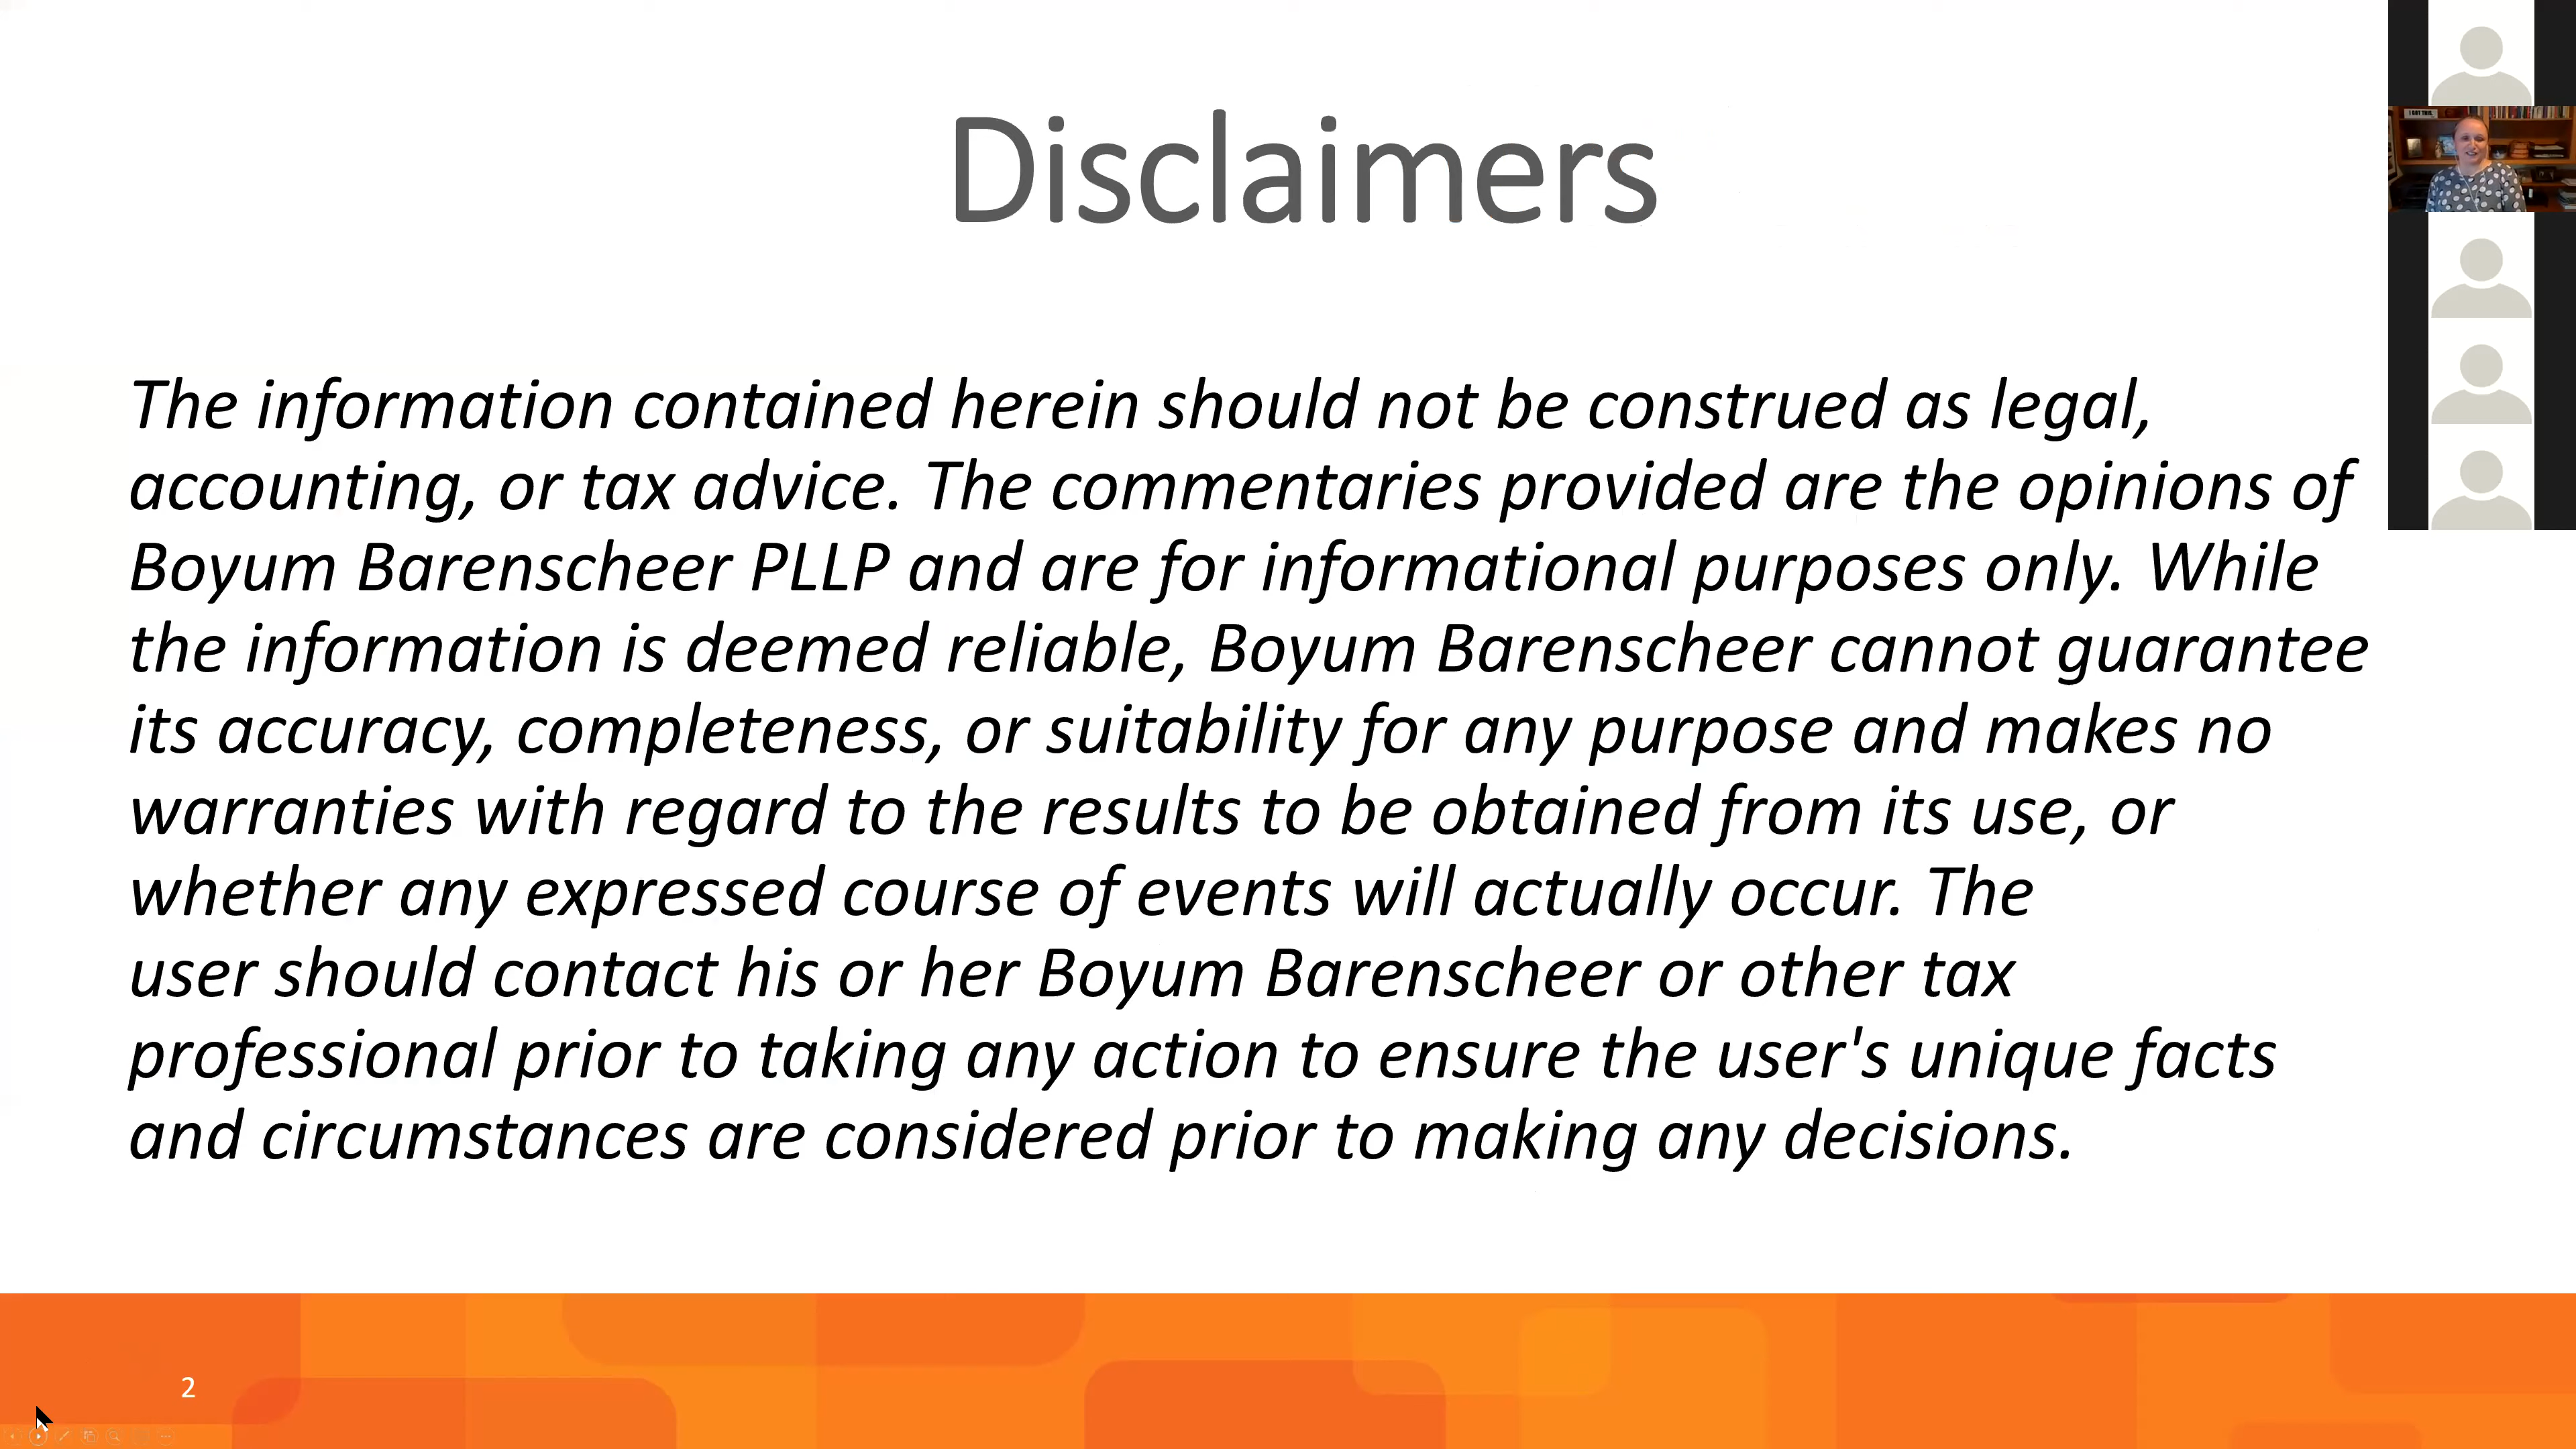 Disclaimers
I GOT THIS
The information contained herein should not be construed as legal,
accounting, or tax advice. The commentaries provided are the opinions of
Boyum Barenscheer PLLP and are for informational purposes only. While
the information is deemed reliable, Boyum Barenscheer cannot guarantee
its accuracy, completeness, or suitability for any purpose and makes no
warranties with regard to the results to be obtained from its use, or
whether any expressed course of events will actually occur. The
user should contact his or her Boyum Barenscheer or other tax
professional prior to taking any action to ensure the user's unique facts
and circumstances are considered prior to making any decisions.
2